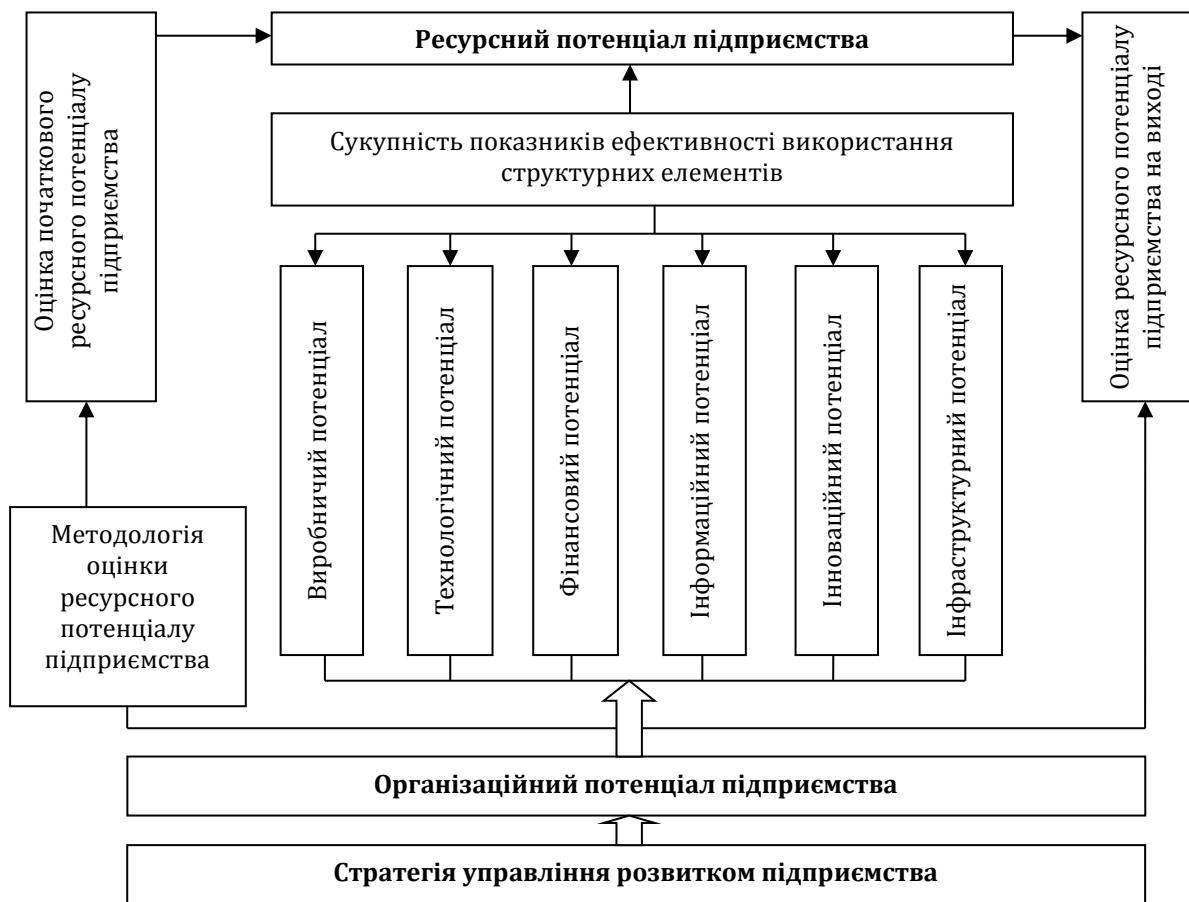 Ресурсний потенціал підприємства
Оцінка початкового
ресурсного потенціалу
підприємства
Оцінка ресурсного потенціалу
підприємства на виході
Сукупність показників ефективності використання
структурних елементів
Виробничий потенціал
Технологічний потенціал
Фінансовий потенціал
Інформаційний потенціал
Інноваційний потенціал
Інфраструктурний потенціал
Методологія
оцінки
ресурсного
потенціалу
підприємства
Організаційний потенціал підприємства
Стратегія управління розвитком підприємства